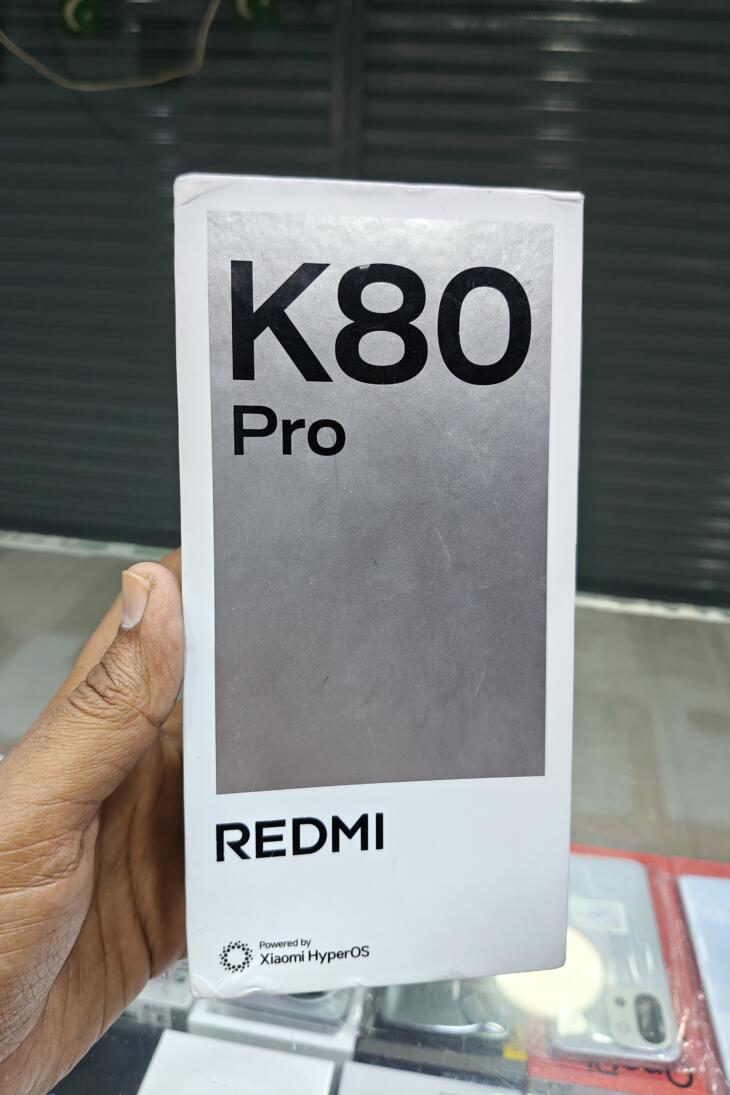 K80
Pro
REDMI
Powered by
Xiaomi HyperOS